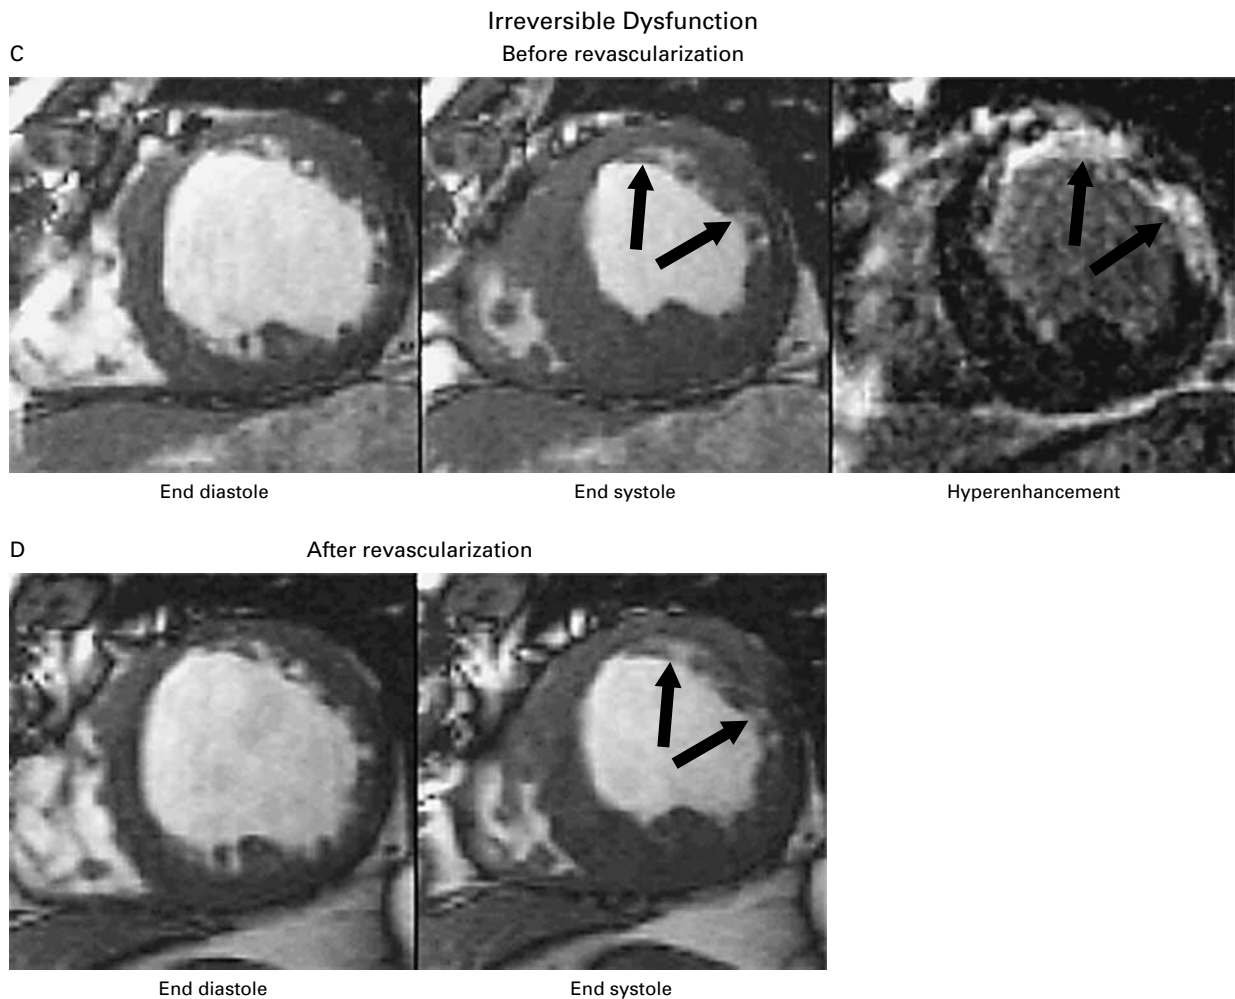 Irreversible Dysfunction
C
Before revascularization
End diastole
End systole
Hyperenhancement
D
After revascularization
End diastole
End systole